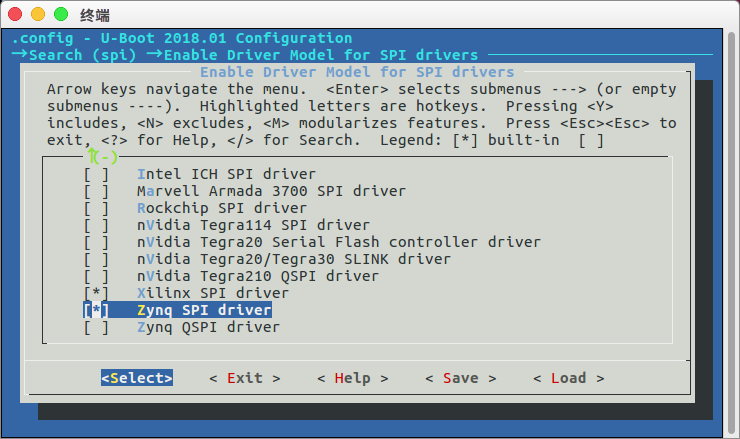 终端
.config - U-Boot 2018.01 Configuration
→Search (spi) →Enable Driver Model for SPI drivers
Enable Driver Model for SPI drivers
Arrow keys navigate the menu.  <Enter> selects submenus ---> (or empty
submenus ----).  Highlighted letters are hotkeys.  Pressing <Y>
includes, <N> excludes, <M> modularizes features.  Press <Esc><Esc> to
exit, <?> for Help, </> for Search.  Legend: [*] built-in  [ ]
↑(-)
[ ]   Intel ICH SPI driver
[ ]   Marvell Armada 3700 SPI driver
[ ]   Rockchip SPI driver
[ ]   nVidia Tegra114 SPI driver
[ ]   nVidia Tegra20 Serial Flash controller driver
[ ]   nVidia Tegra20/Tegra30 SLINK driver
[ ]   nVidia Tegra210 QSPI driver
[*]   Xilinx SPI driver
[*]   Zynq SPI driver
[ ]   Zynq QSPI driver
<Select>    < Exit >    < Help >    < Save >    < Load >